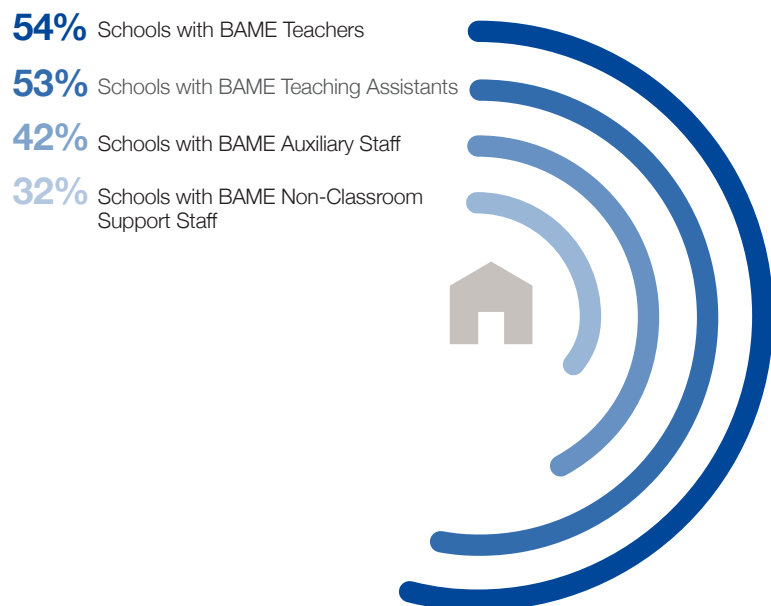 54% Schools with BAME Teachers
53% Schools with BAME Teaching Assistants
42% Schools with BAME Auxiliary Staff
32% Schools with BAME Non-Classroom
Support Staff